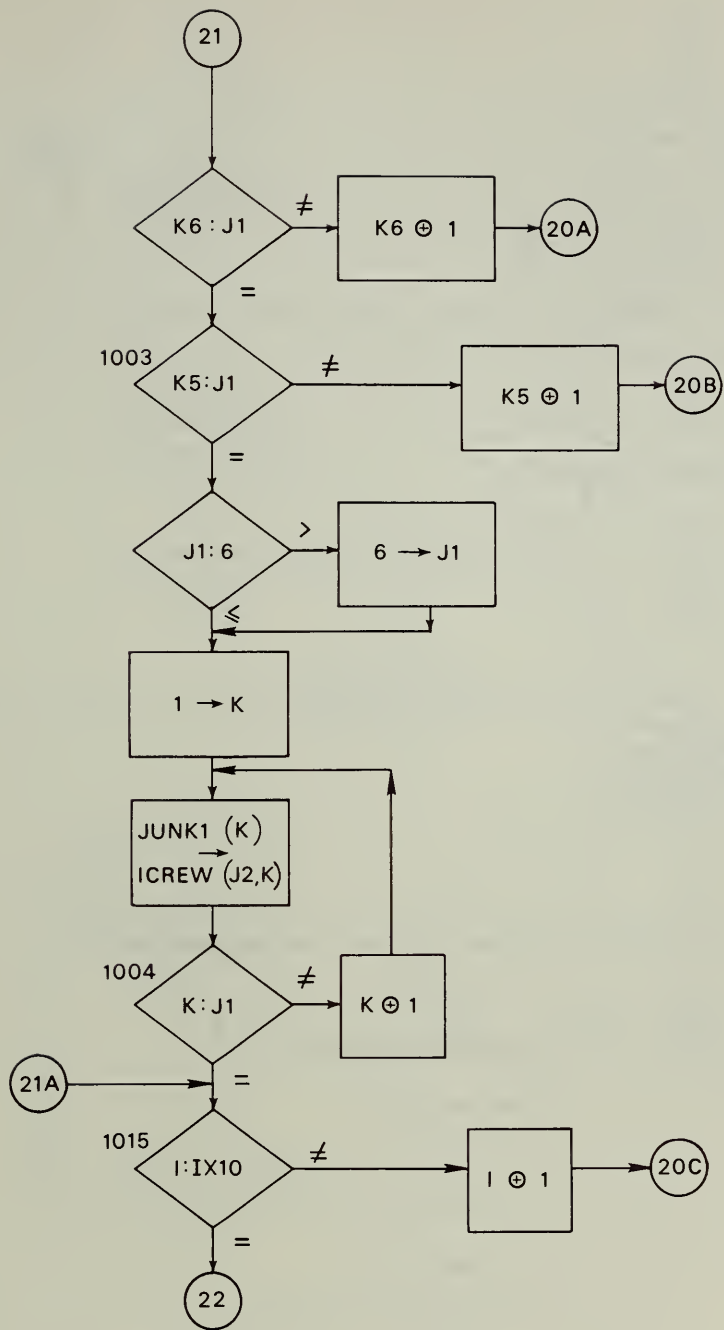 21
K6 : J1
≠
K6 ⊕ 1
20A
=
1003
K5:J1
≠
K5 ⊕ 1
20B
=
J1:6
>
6 → J1
≤
1 → K
JUNK1 (K)
→
ICREW (J2,K)
1004
K:J1
≠
K ⊕ 1
21A
=
1015
I:IX10
≠
I ⊕ 1
20C
=
22